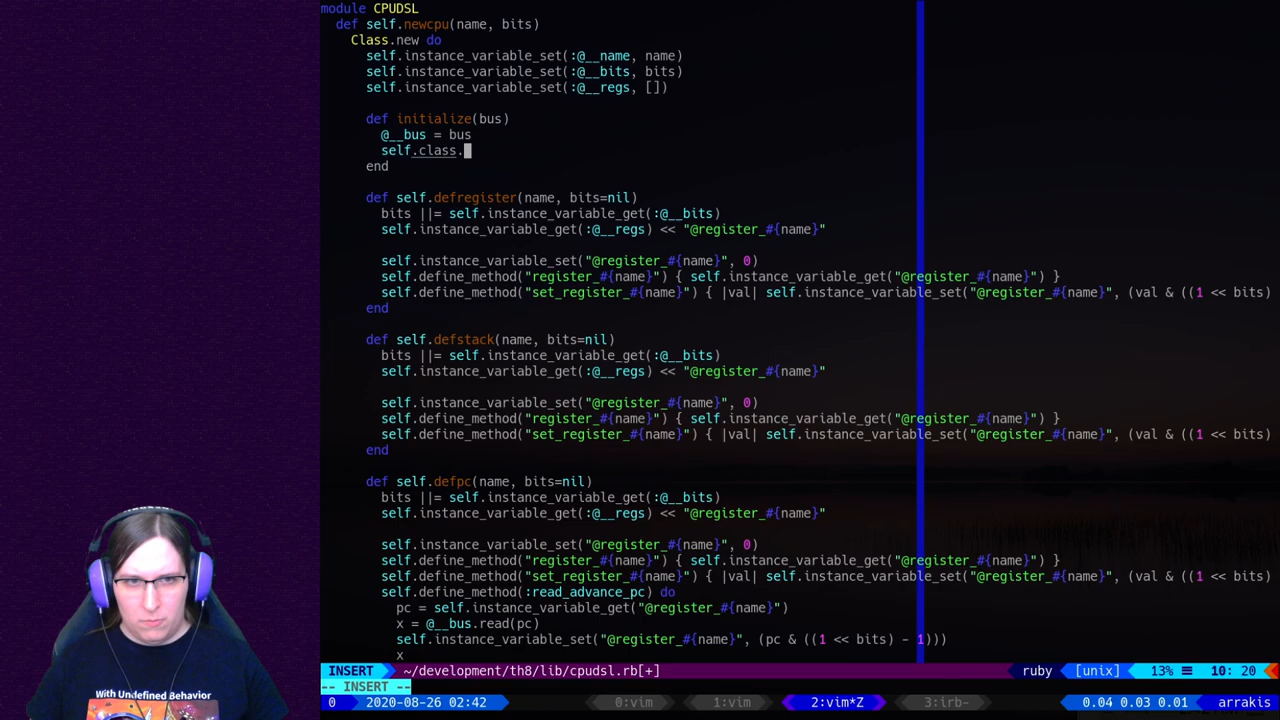 module CPUDSL
  def self.newcpu(name, bits)
    Class.new do
      self.instance_variable_set(:@__name, name)
      self.instance_variable_set(:@__bits, bits)
      self.instance_variable_set(:@__regs, [])
      def initialize(bus)
        @__bus = bus
        self.class.
      end
      def self.defregister(name, bits=nil)
        bits ||= self.instance_variable_get(:@__bits)
        self.instance_variable_get(:@__regs) << "@register_#{name}"
        self.instance_variable_set("@register_#{name}", 0)
        self.define_method("register_#{name}") { self.instance_variable_get("@register_#{name}") }
        self.define_method("set_register_#{name}") { |val| self.instance_variable_set("@register_#{name}", (val & ((1 << bits)
      end
      def self.defstack(name, bits=nil)
        bits ||= self.instance_variable_get(:@__bits)
        self.instance_variable_get(:@__regs) << "@register_#{name}"
        self.instance_variable_set("@register_#{name}", 0)
        self.define_method("register_#{name}") { self.instance_variable_get("@register_#{name}") }
        self.define_method("set_register_#{name}") { |val| self.instance_variable_set("@register_#{name}", (val & ((1 << bits)
      end
      def self.defpc(name, bits=nil)
        bits ||= self.instance_variable_get(:@__bits)
        self.instance_variable_get(:@__regs) << "@register_#{name}"
        self.instance_variable_set("@register_#{name}", 0)
        self.define_method("register_#{name}") { self.instance_variable_get("@register_#{name}") }
        self.define_method("set_register_#{name}") { |val| self.instance_variable_set("@register_#{name}", (val & ((1 << bits)
        self.define_method(:read_advance_pc) do
          pc = self.instance_variable_get("@register_#{name}")
          x = @__bus.read(pc)
          self.instance_variable_set("@register_#{name}", (pc & ((1 << bits) - 1)))
          x
INSERT ~/development/th8/lib/cpudsl.rb[+] ruby [unix] 13% ≡ 10: 20
-- INSERT --
0 2020-08-26 02:42 0:vim 1:vim 2:vim*Z 3:irb- 0.04 0.03 0.01 arrakis
With Undefined Behavior